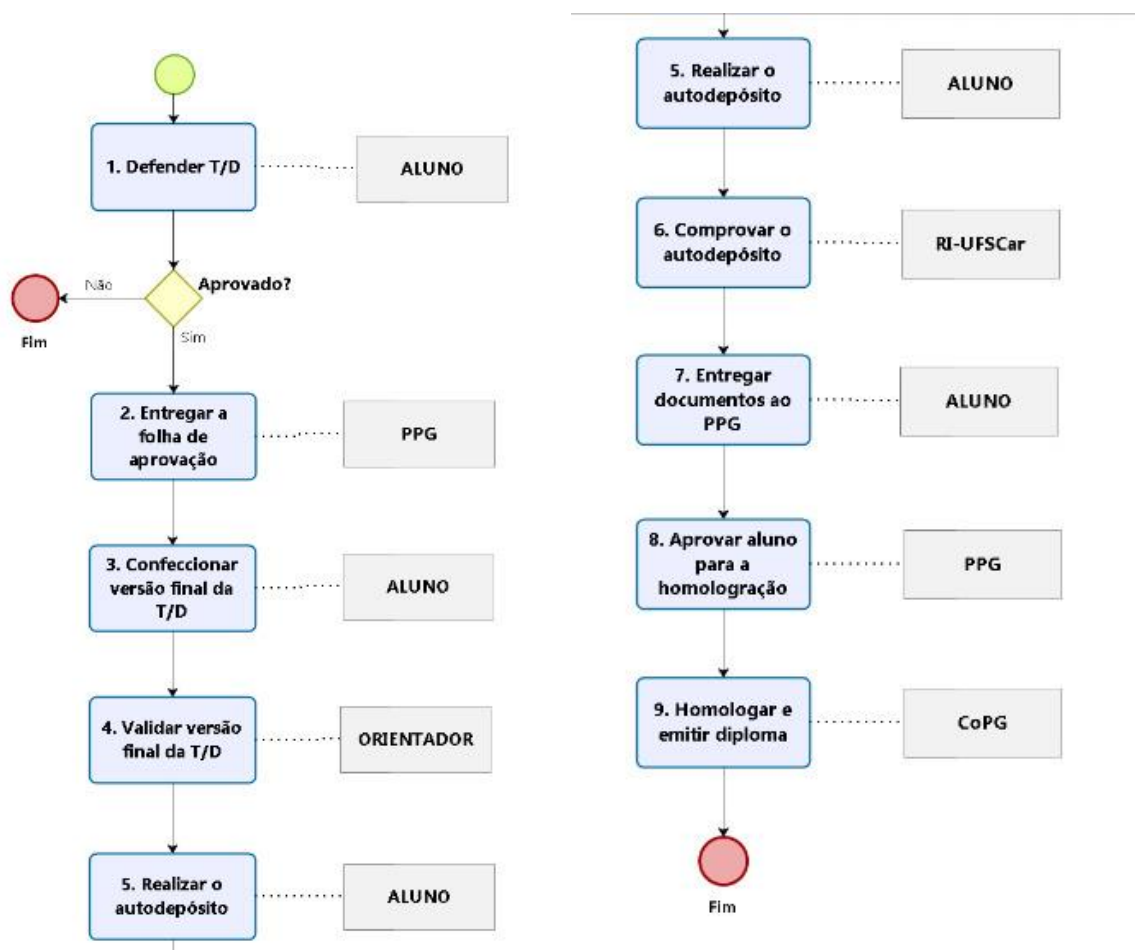 1. Defender T/D
ALUNO
Aprovado?
Não
Fim
Sim
2. Entregar a
folha de
aprovação
PPG
3. Confeccionar
versão final da
T/D
ALUNO
4. Validar versão
final da T/D
ORIENTADOR
5. Realizar o
autodepósito
ALUNO
5. Realizar o
autodepósito
ALUNO
6. Comprovar o
autodepósito
RI-UFSCar
7. Entregar
documentos ao
PPG
ALUNO
8. Aprovar aluno
para a
homologração
PPG
9. Homologar e
emitir diploma
CoPG
Fim